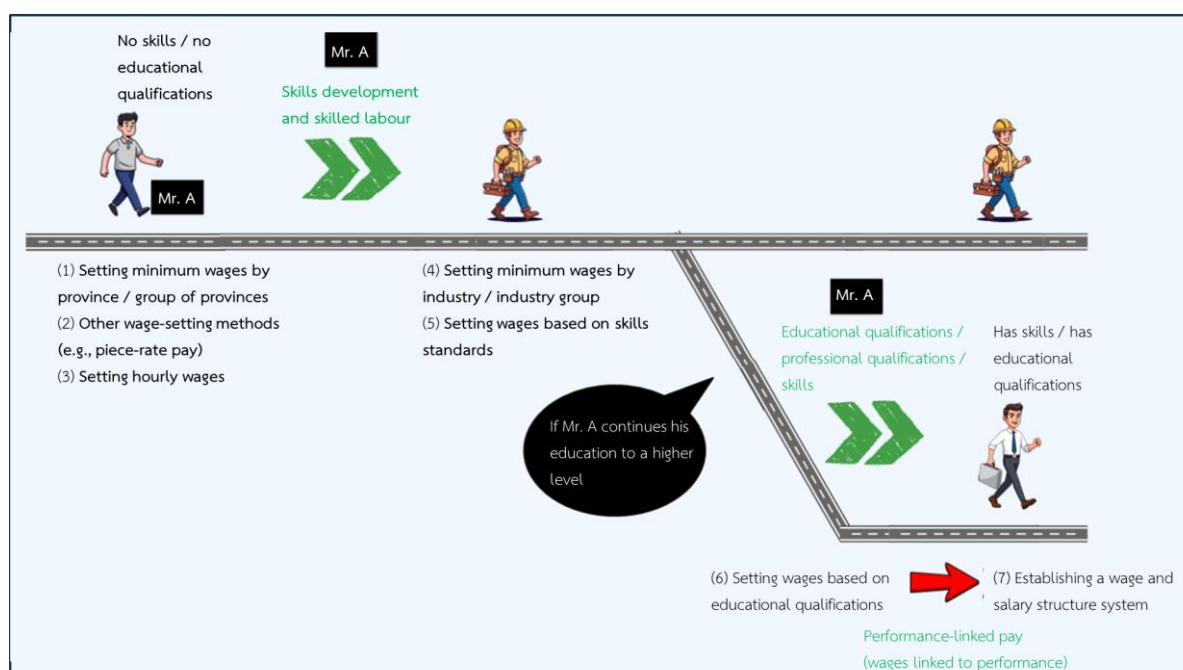 No skills / no
educational
qualifications
Mr. A
Mr. A
Skills development
and skilled labour
(1) Setting minimum wages by
province / group of provinces
(2) Other wage-setting methods
(e.g., piece-rate pay)
(3) Setting hourly wages
(4) Setting minimum wages by
industry / industry group
(5) Setting wages based on skills
standards
If Mr. A continues his
education to a higher
level
Mr. A
Educational qualifications /
professional qualifications /
skills
Has skills / has
educational
qualifications
(6) Setting wages based on
educational qualifications
(7) Establishing a wage and
salary structure system
Performance-linked pay
(wages linked to performance)